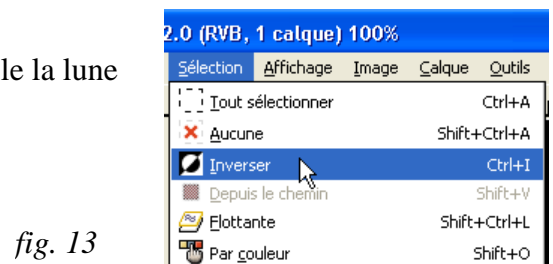 2.0 (RVB, 1 calque) 100%
le la lune
Sélection Affichage Image Calque Outils
Tout sélectionner Ctrl+A
Aucune Shift+Ctrl+A
Inverser Ctrl+I
Depuis le chemin Shift+V
Flottante Shift+Ctrl+L
fig. 13
Par couleur Shift+O